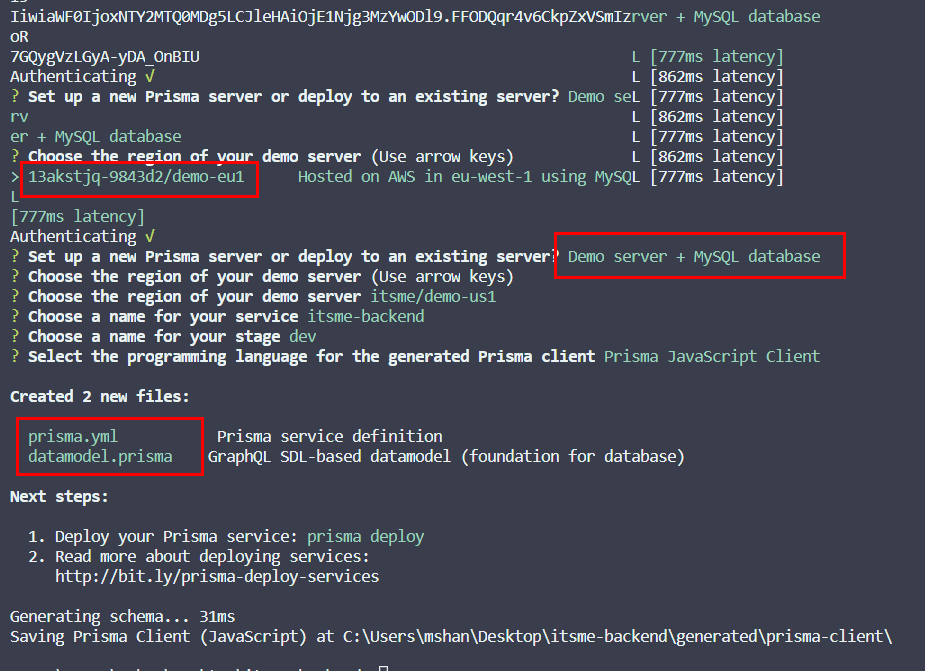 IiwiaWF0IjoxNTY2MTQ0MDg5LCJleHAiOjE1Njg3MzYwODl9.FFODQqr4v6CkpZxVSmIzrver + MySQL database
oR
7GQygVzLGyA-yDA_OnBIU L [777ms latency]
Authenticating √ L [862ms latency]
? Set up a new Prisma server or deploy to an existing server? Demo seL [777ms latency]
rv L [862ms latency]
er + MySQL database L [777ms latency]
? Choose the region of your demo server (Use arrow keys) L [862ms latency]
> 13akstjq-9843d2/demo-eu1 Hosted on AWS in eu-west-1 using MySQL [777ms latency]
L
[777ms latency]
Authenticating √
? Set up a new Prisma server or deploy to an existing server? Demo server + MySQL database
? Choose the region of your demo server (Use arrow keys)
? Choose the region of your demo server itsme/demo-us1
? Choose a name for your service itsme-backend
? Choose a name for your stage dev
? Select the programming language for the generated Prisma client Prisma JavaScript Client
Created 2 new files:
prisma.yml Prisma service definition
datamodel.prisma GraphQL SDL-based datamodel (foundation for database)
Next steps:
1. Deploy your Prisma service: prisma deploy
2. Read more about deploying services:
http://bit.ly/prisma-deploy-services
Generating schema... 31ms
Saving Prisma Client (JavaScript) at C:\Users\mshan\Desktop\itsme-backend\generated\prisma-client\